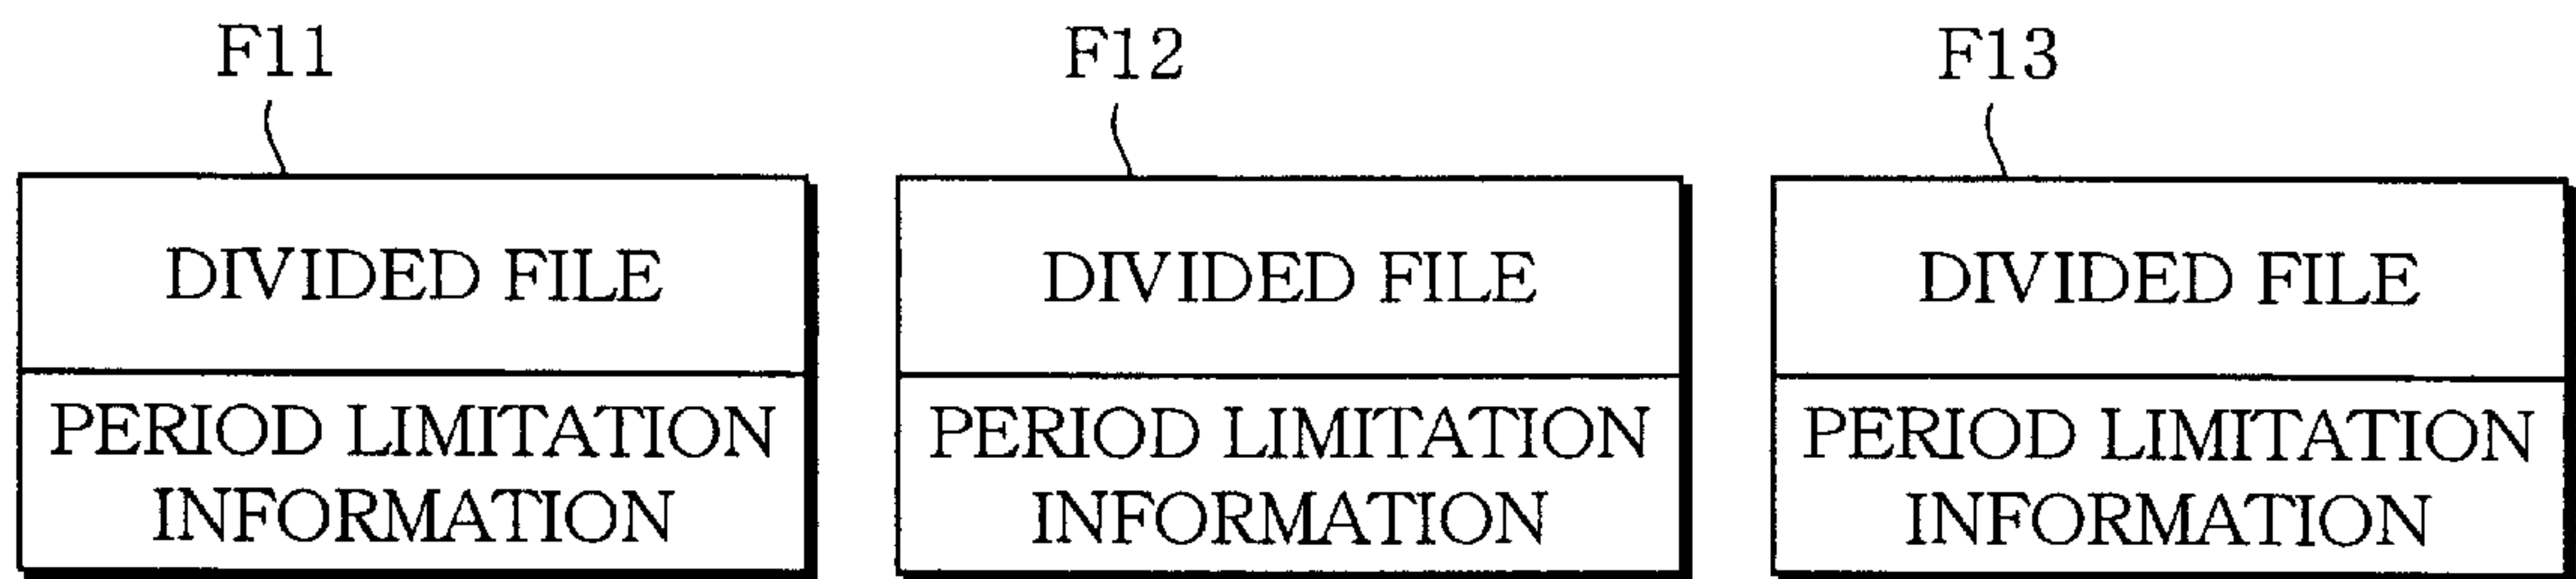 F11
F12
F13
DIVIDED FILE
DIVIDED FILE
DIVIDED FILE
PERIOD LIMITATION
INFORMATION
PERIOD LIMITATION
INFORMATION
PERIOD LIMITATION
INFORMATION